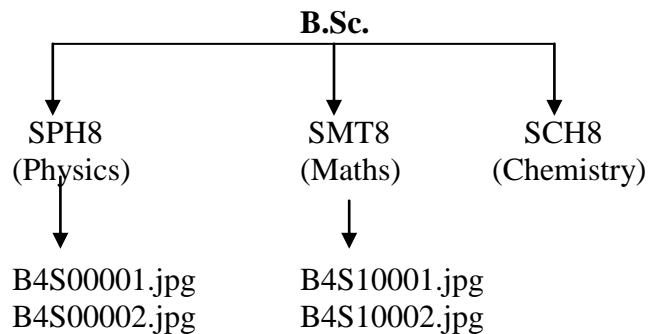 B.Sc.
SPH8 SMT8 SCH8
(Physics) (Maths) (Chemistry)
B4S00001.jpg B4S10001.jpg
B4S00002.jpg B4S10002.jpg